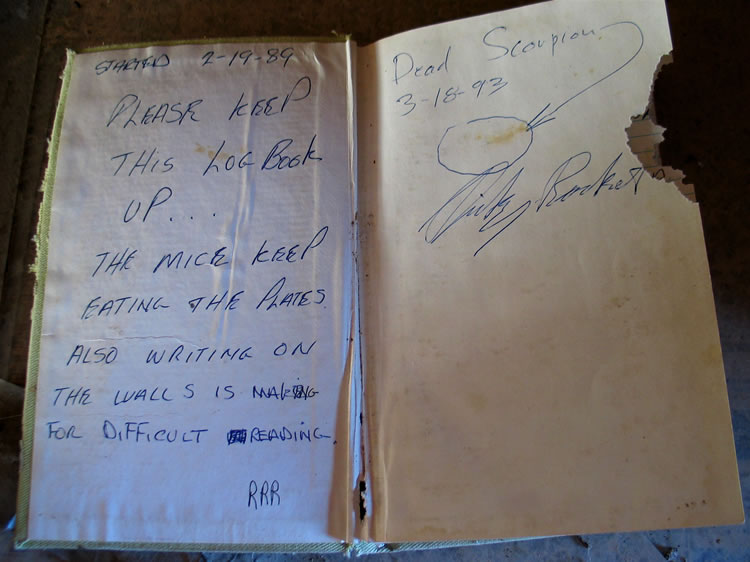 STARTED 2-19-89
PLEASE KEEP
THIS LOG BOOK
UP....
THE MICE KEEP
EATING THE PLATES.
ALSO WRITING ON
THE WALLS IS MAKING
FOR DIFFICULT READING.
RRR
Dead Scorpion
3-18-93